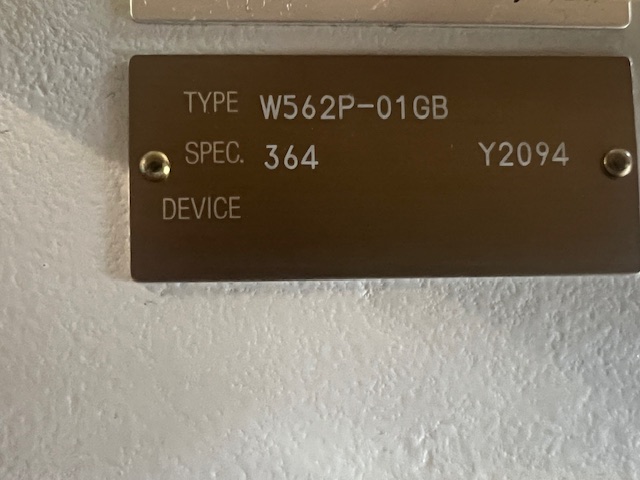 TYPE W562P-01GB
SPEC. 364 Y2094
DEVICE